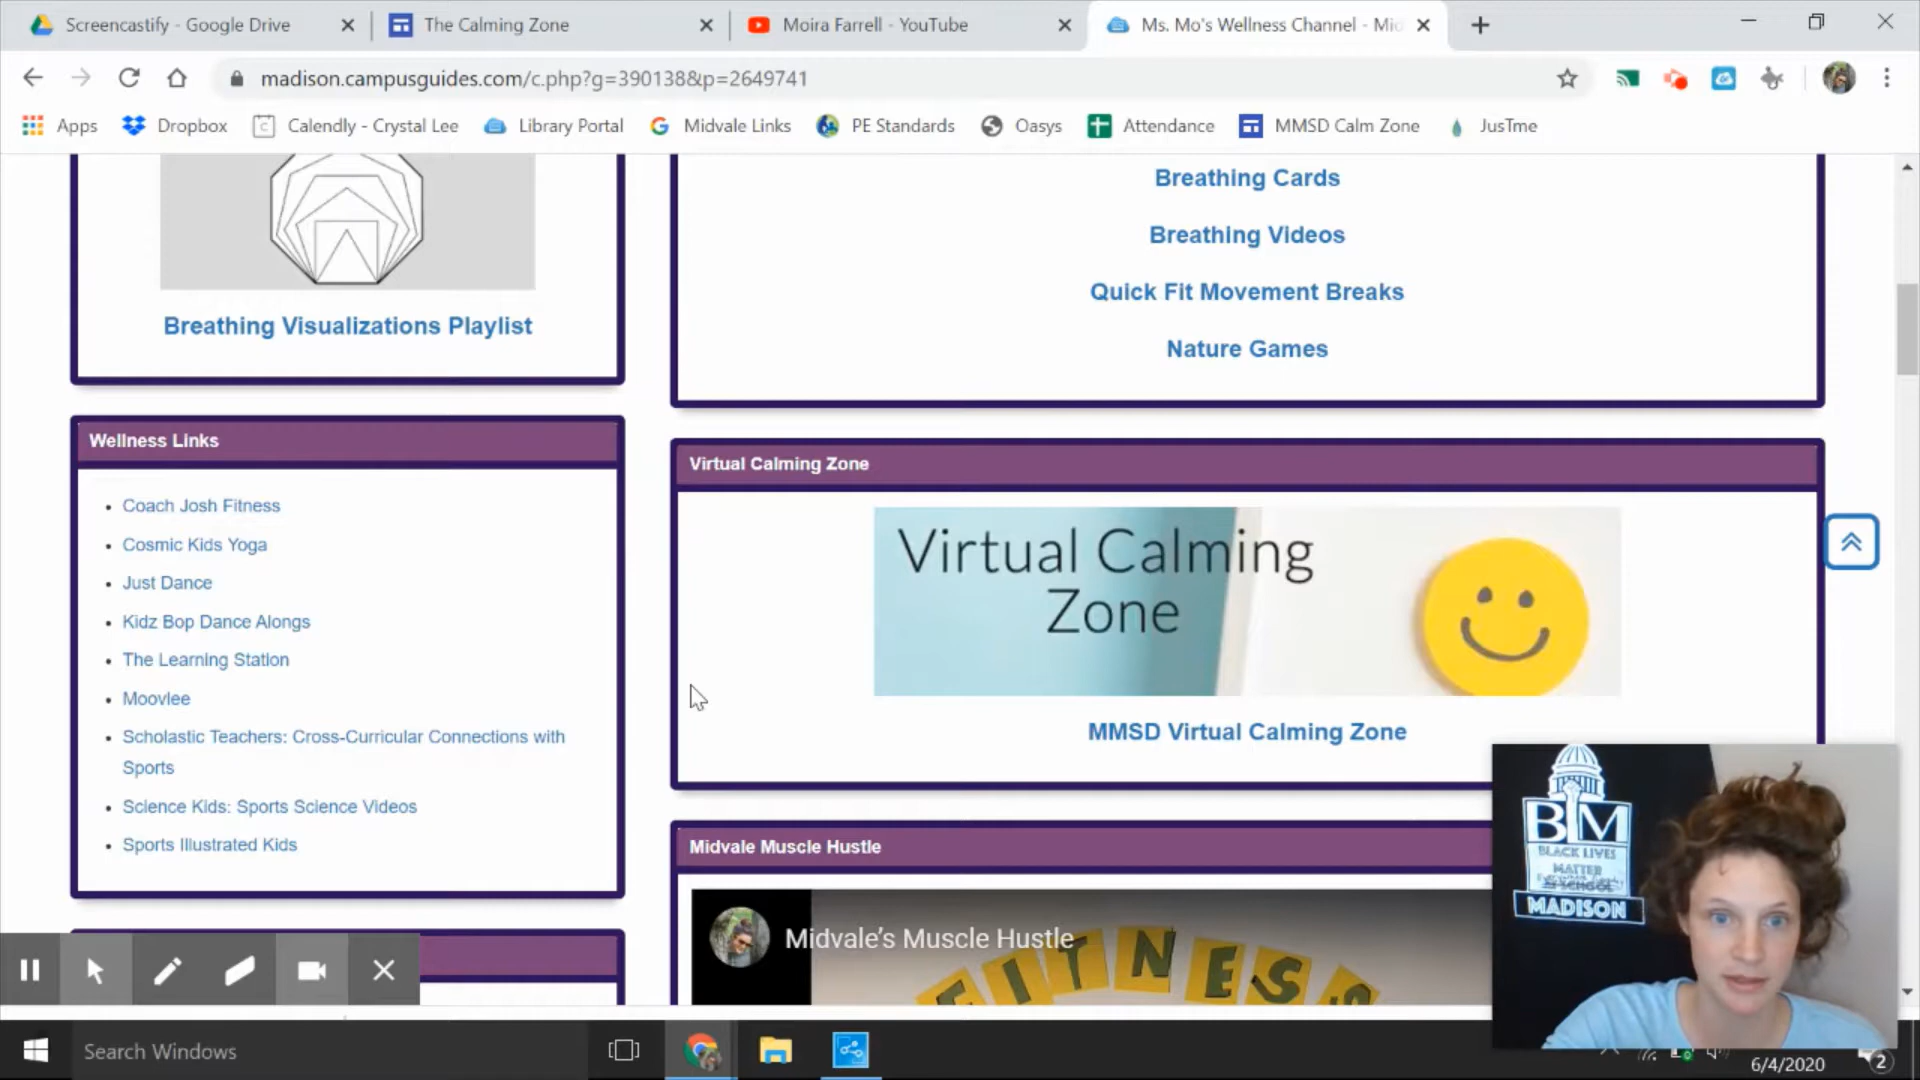 Screencastify - Google Drive
The Calming Zone
Moira Farrell - YouTube
Ms. Mo's Wellness Channel - Mid
madison.campusguides.com/c.php?g=390138&p=2649741
Apps
Dropbox
Calendly - Crystal Lee
Library Portal
Midvale Links
PE Standards
Oasys
Attendance
MMSD Calm Zone
JusTme
Breathing Visualizations Playlist
Breathing Cards
Breathing Videos
Quick Fit Movement Breaks
Nature Games
Wellness Links
Coach Josh Fitness
Cosmic Kids Yoga
Just Dance
Kidz Bop Dance Alongs
The Learning Station
Moovlee
Scholastic Teachers: Cross-Curricular Connections with
Sports
Science Kids: Sports Science Videos
Sports Illustrated Kids
Virtual Calming Zone
Virtual Calming
Zone
MMSD Virtual Calming Zone
Midvale Muscle Hustle
Midvale's Muscle Hustle
FITNESS
BLM
BLACK LIVES
MATTER
SCHOOL
MADISON
Search Windows
6/4/2020
2